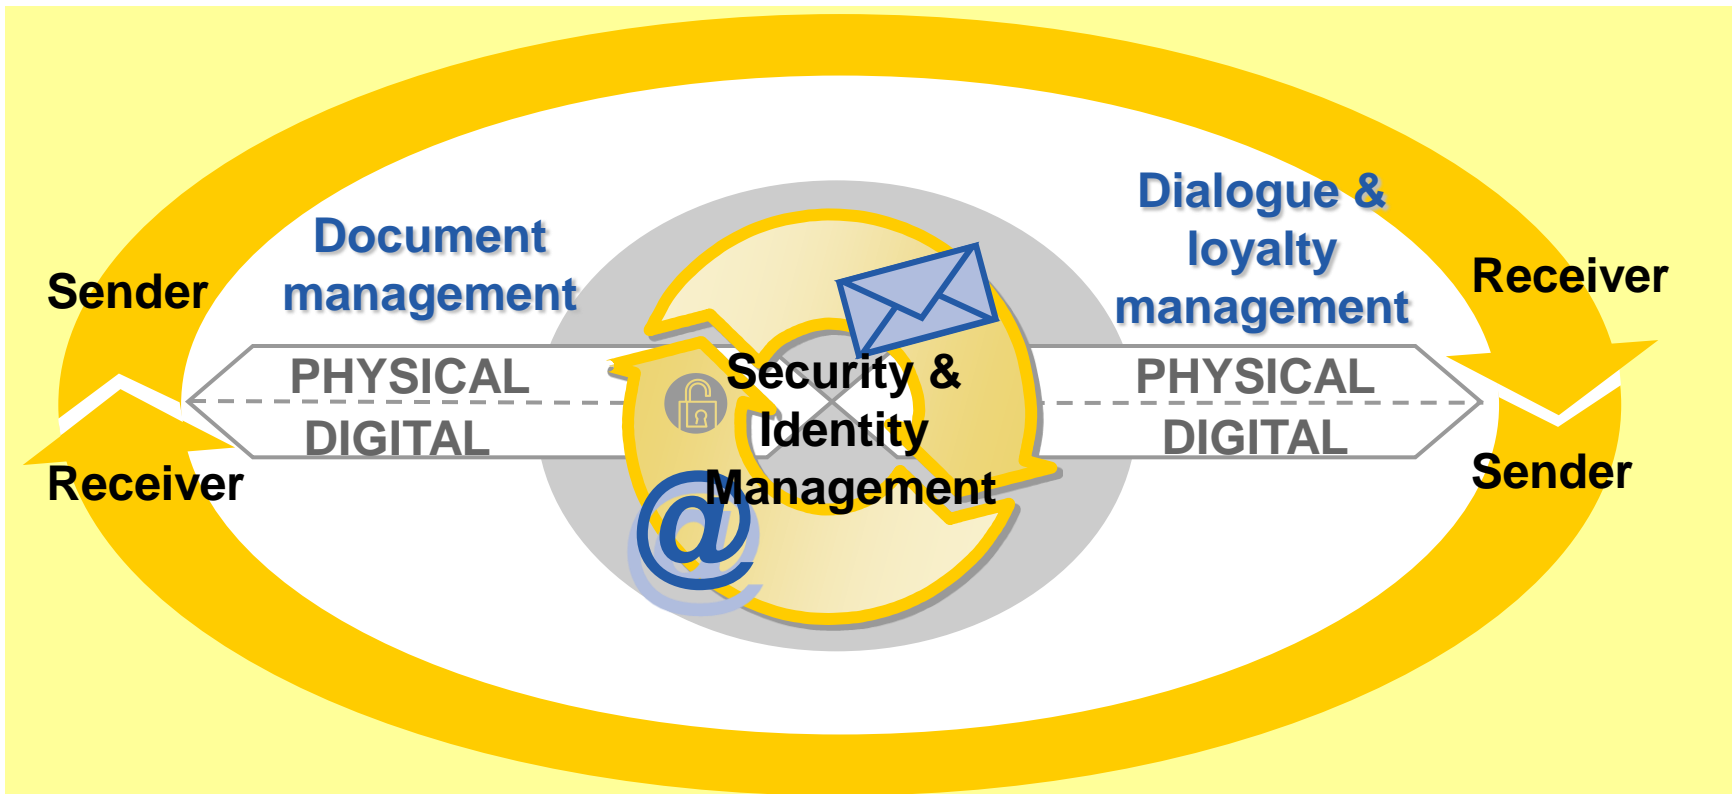 Sender
Receiver
Document
management
PHYSICAL
DIGITAL
Security &
Identity
Management
@
Dialogue &
loyalty
management
PHYSICAL
DIGITAL
Receiver
Sender